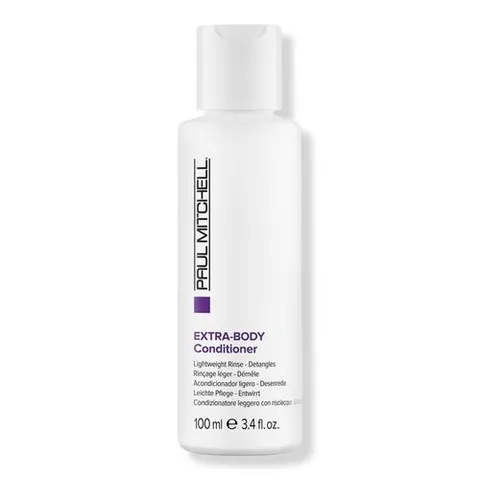 PAUL MITCHELL
EXTRA-BODY
Conditioner
Lightweight Rinse - Detangles
Rinçage léger - Démêle
Acondicionador ligero - Desenreda
Leichte Pflege - Entwirrt
Condizionatore leggero con risciacquo
100 ml ℮ 3.4 fl. oz.